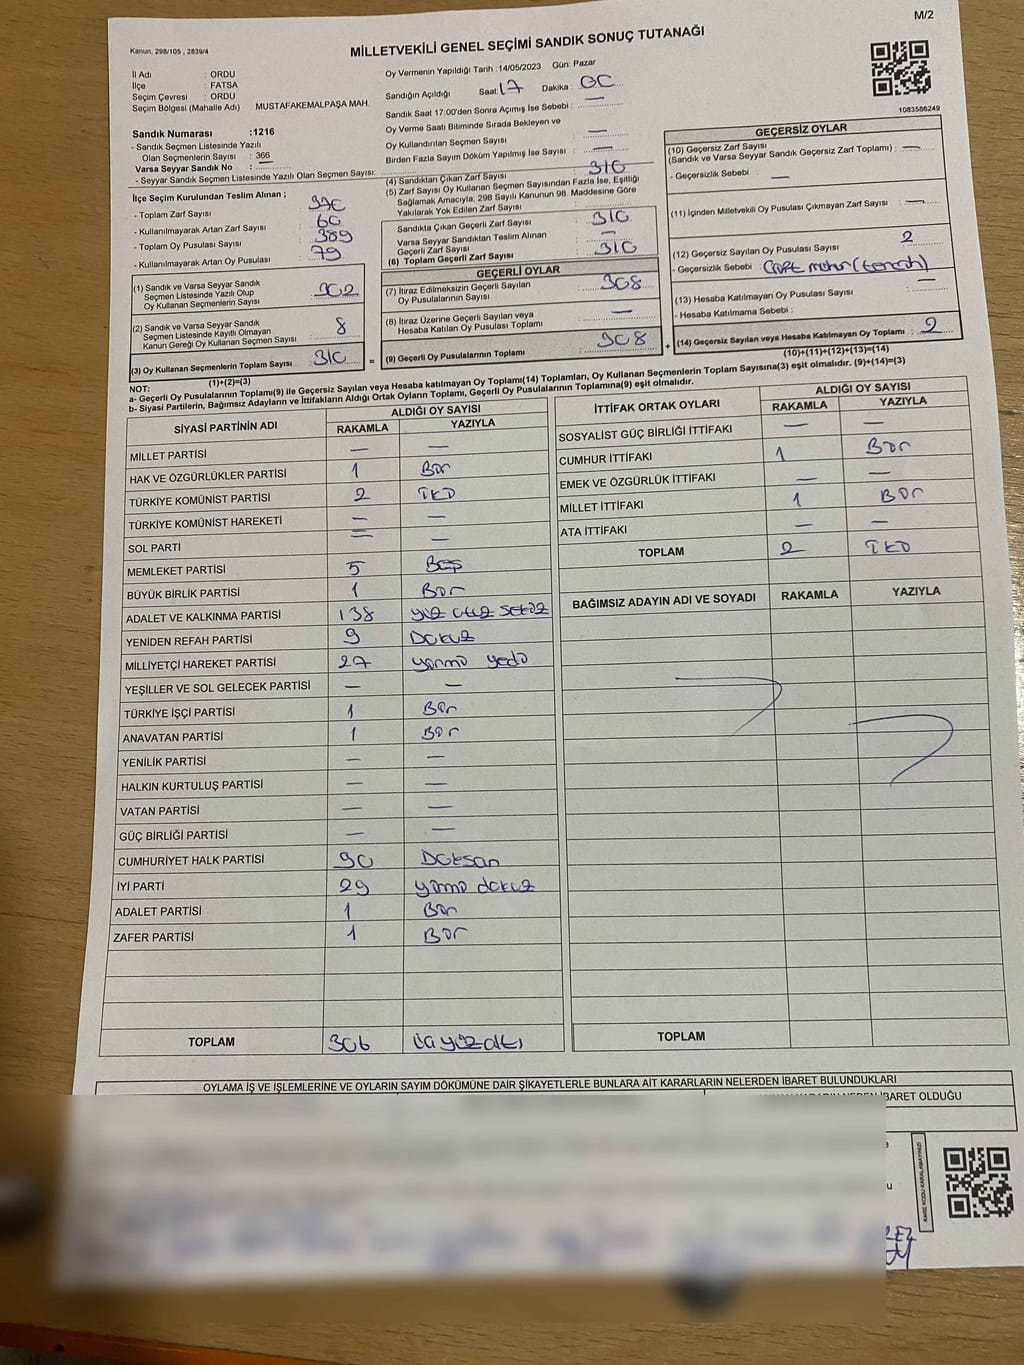 M/2
Kanun; 298/105 , 2839/4
MİLLETVEKİLİ GENEL SEÇİMİ SANDIK SONUÇ TUTANAĞI
1083566249
İl Adı : ORDU
İlçe : FATSA
Seçim Çevresi : ORDU
Seçim Bölgesi (Mahalle Adı) MUSTAFAKEMALPAŞA MAH.
Sandık Numarası :1216
- Sandık Seçmen Listesinde Yazılı
Olan Seçmenlerin Sayısı : 366
Varsa Seyyar Sandık No : —
- Seyyar Sandık Seçmen Listesinde Yazılı Olan Seçmen Sayısı:
Oy Vermenin Yapıldığı Tarih :14/05/2023 Gün: Pazar
Sandığın Açıldığı Saat: 17 Dakika : 00
Sandık Saat 17:00'den Sonra Açımış İse Sebebi : —
Oy Verme Saati Bitiminde Sırada Bekleyen ve
Oy Kullandırılan Seçmen Sayısı : —
Birden Fazla Sayım Döküm Yapılmış İse Sayısı : —
İlçe Seçim Kurulundan Teslim Alınan ;
- Toplam Zarf Sayısı : 370
- Kullanılmayarak Artan Zarf Sayısı : 60
- Toplam Oy Pusulası Sayısı : 389
- Kullanılmayarak Artan Oy Pusulası : 79
(4) Sandıktan Çıkan Zarf Sayısı : 310
(5) Zarf Sayısı Oy Kullanan Seçmen Sayısından Fazla İse, Eşitliği
Sağlamak Amacıyla; 298 Sayılı Kanunun 98. Maddesine Göre
Yakılarak Yok Edilen Zarf Sayısı : —
Sandıkta Çıkan Geçerli Zarf Sayısı : 310
Varsa Seyyar Sandıktan Teslim Alınan
Geçerli Zarf Sayısı : —
(6) Toplam Geçerli Zarf Sayısı : 310
GEÇERSİZ OYLAR
(10) Geçersiz Zarf Sayısı
(Sandık ve Varsa Seyyar Sandık Geçersiz Zarf Toplamı) : —
- Geçersizlik Sebebi : —
(11) İçinden Milletvekili Oy Pusulası Çıkmayan Zarf Sayısı : —
(12) Geçersiz Sayılan Oy Pusulası Sayısı : 2
- Geçersizlik Sebebi :
(13) Hesaba Katılmayan Oy Pusulası Sayısı : —
- Hesaba Katılmama Sebebi :
(14) Geçersiz Sayılan veya Hesaba Katılmayan Oy Toplamı : 2
(10)+(11)+(12)+(13)=(14)
(1) Sandık ve Varsa Seyyar Sandık
Seçmen Listesinde Yazılı Olup
Oy Kullanan Seçmenlerin Sayısı : 302
(2) Sandık ve Varsa Seyyar Sandık
Seçmen Listesinde Kayıtlı Olmayan
Kanun Gereği Oy Kullanan Seçmen Sayısı : 8
(3) Oy Kullanan Seçmenlerin Toplam Sayısı : 310 =
(1)+(2)=(3)
GEÇERLİ OYLAR
(7) İtiraz Edilmeksizin Geçerli Sayılan
Oy Pusulalarının Sayısı : 308
(8) İtiraz Üzerine Geçerli Sayılan veya
Hesaba Katılan Oy Pusulası Toplamı : —
(9) Geçerli Oy Pusulalarının Toplamı : 308 +
NOT:
a- Geçerli Oy Pusulalarının Toplam(9) ile Geçersiz Sayılan veya Hesaba katılmayan Oy Toplamı(14) Toplamları, Oy Kullanan Seçmenlerin Toplam Sayısına(3) eşit olmalıdır. (9)+(14)=(3)
b- Siyasi Partilerin, Bağımsız Adayların ve İttifakların Aldığı Ortak Oyların Toplamı, Geçerli Oy Pusulalarının Toplamına(9) eşit olmalıdır.
SİYASİ PARTİNİN ADI ALDIĞI OY SAYISI
RAKAMLA YAZIYLA
MİLLET PARTİSİ — —
HAK VE ÖZGÜRLÜKLER PARTİSİ 1 Bir
TÜRKİYE KOMÜNİST PARTİSİ 2 İki
TÜRKİYE KOMÜNİST HAREKETİ — —
SOL PARTİ — —
MEMLEKET PARTİSİ 5 Beş
BÜYÜK BİRLİK PARTİSİ 1 Bir
ADALET VE KALKINMA PARTİSİ 138 yüz otuz sekiz
YENİDEN REFAH PARTİSİ 9 Dokuz
MİLLİYETÇİ HAREKET PARTİSİ 27 yirmi yedi
YEŞİLLER VE SOL GELECEK PARTİSİ — —
TÜRKİYE İŞÇİ PARTİSİ 1 Bir
ANAVATAN PARTİSİ 1 Bir
YENİLİK PARTİSİ — —
HALKIN KURTULUŞ PARTİSİ — —
VATAN PARTİSİ — —
GÜÇ BİRLİĞİ PARTİSİ — —
CUMHURİYET HALK PARTİSİ 90 Doksan
İYİ PARTİ 29 yirmi dokuz
ADALET PARTİSİ 1 Bir
ZAFER PARTİSİ 1 Bir
TOPLAM 306 üçyüzaltı
İTTİFAK ORTAK OYLARI ALDIĞI OY SAYISI
RAKAMLA YAZIYLA
SOSYALİST GÜÇ BİRLİĞİ İTTİFAKI — —
CUMHUR İTTİFAKI 1 Bir
EMEK VE ÖZGÜRLÜK İTTİFAKI — —
MİLLET İTTİFAKI 1 Bir
ATA İTTİFAKI — —
TOPLAM 2 İki
BAĞIMSIZ ADAYIN ADI VE SOYADI RAKAMLA YAZIYLA
TOPLAM
OYLAMA İŞ VE İŞLEMLERİNE VE OYLARIN SAYIM DÖKÜMÜNE DAİR ŞİKAYETLERLE BUNLARA AİT KARARLARIN NELERDEN İBARET BULUNDUKLARI
İBARET OLDUĞU
KARE KODU KARALAMAYINIZ